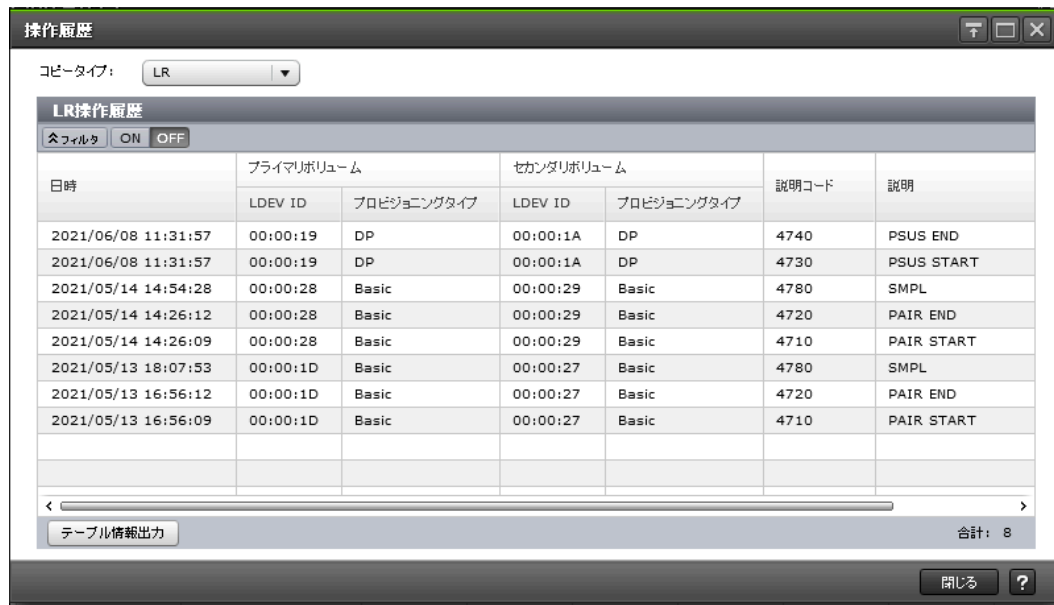 操作履歴
コピータイプ: LR
LR操作履歴
フィルタ ON OFF
日時 プライマリボリューム セカンダリボリューム 説明コード 説明
LDEV ID プロビジョニングタイプ LDEV ID プロビジョニングタイプ
2021/06/08 11:31:57 00:00:19 DP 00:00:1A DP 4740 PSUS END
2021/06/08 11:31:57 00:00:19 DP 00:00:1A DP 4730 PSUS START
2021/05/14 14:54:28 00:00:28 Basic 00:00:29 Basic 4780 SMPL
2021/05/14 14:26:12 00:00:28 Basic 00:00:29 Basic 4720 PAIR END
2021/05/14 14:26:09 00:00:28 Basic 00:00:29 Basic 4710 PAIR START
2021/05/13 18:07:53 00:00:1D Basic 00:00:27 Basic 4780 SMPL
2021/05/13 16:56:12 00:00:1D Basic 00:00:27 Basic 4720 PAIR END
2021/05/13 16:56:09 00:00:1D Basic 00:00:27 Basic 4710 PAIR START
テーブル情報出力 合計: 8
閉じる ?